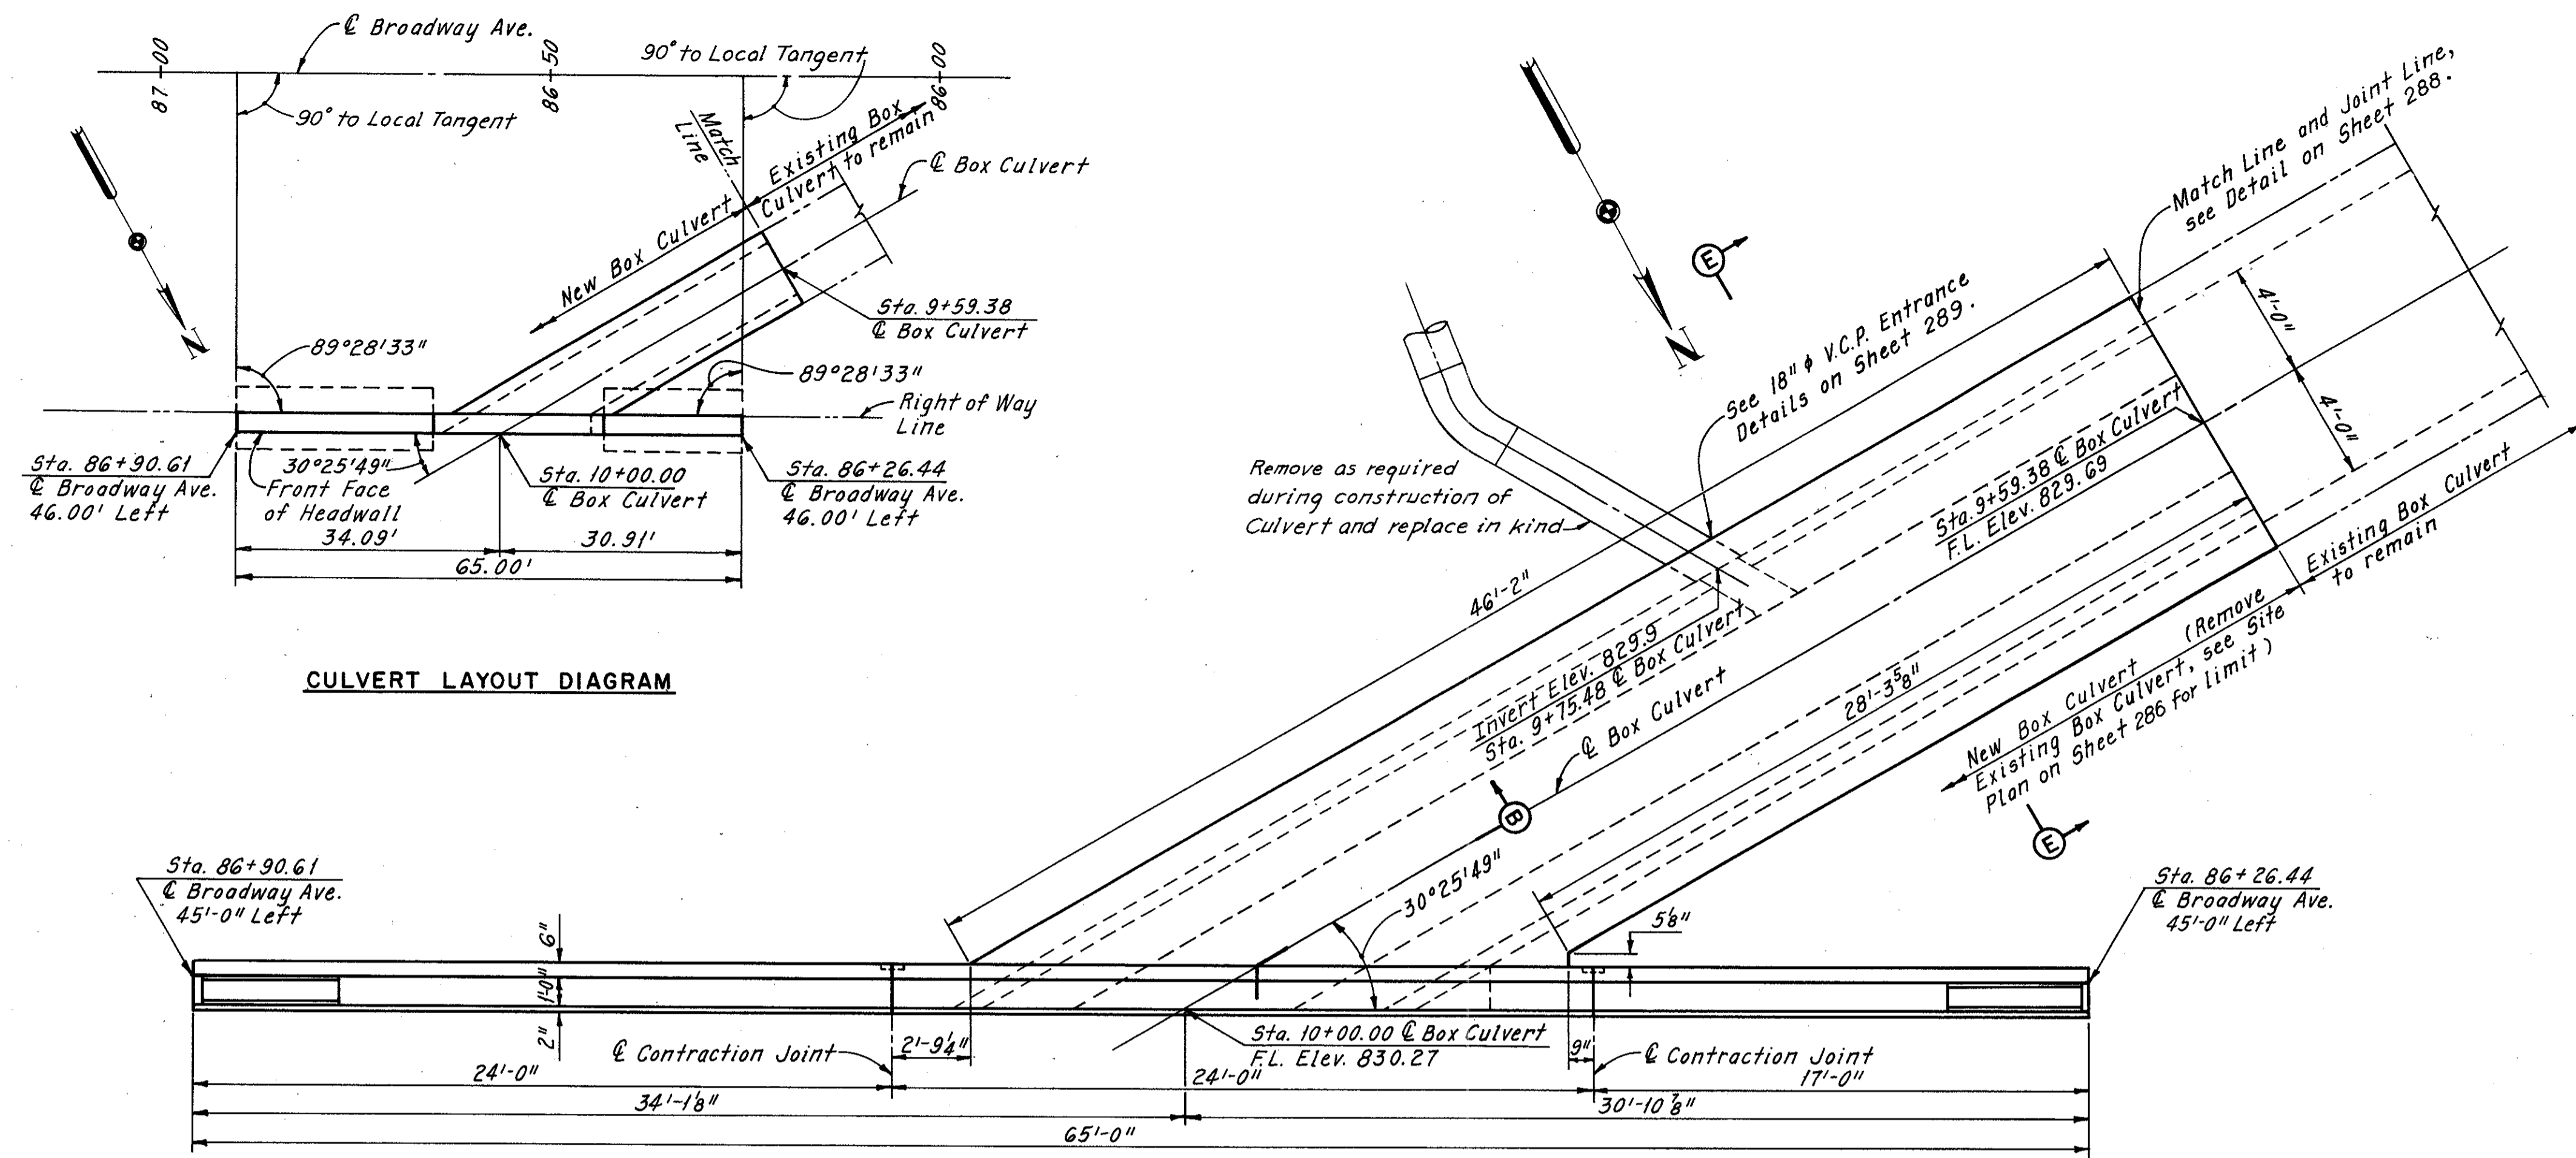 ℄ Broadway Ave.
87+00
86+50
86+00
90° to Local Tangent
90° to Local Tangent
Match
Line
Existing Box
Culvert to remain
℄ Box Culvert
New Box Culvert
N
Sta. 9+59.38
℄ Box Culvert
89°28'33"
89°28'33"
Right of Way
Line
Sta. 86+90.61
℄ Broadway Ave.
46.00' Left
30°25'49"
Front Face
of Headwall
Sta. 10+00.00
℄ Box Culvert
Sta. 86+26.44
℄ Broadway Ave.
46.00' Left
34.09'
30.91'
65.00'
CULVERT LAYOUT DIAGRAM
N
E
Match Line and Joint Line,
see Detail on Sheet 288.
See 18" ϕ V.C.P. Entrance
Details on Sheet 289.
4'-0"
4'-0"
Remove as required
during construction of
Culvert and replace in kind
Sta. 9+59.38 ℄ Box Culvert
F.L. Elev. 829.69
46'-2"
Invert Elev. 829.9
Sta. 9+75.48 ℄ Box Culvert
℄ Box Culvert
28'-3⅝"
Existing Box Culvert
to remain
New Box Culvert (Remove
Existing Box Culvert, see Site
Plan on Sheet 286 for limit)
B
E
30°25'49"
Sta. 86+90.61
℄ Broadway Ave.
45'-0" Left
Sta. 86+26.44
℄ Broadway Ave.
45'-0" Left
6"
1'-0"
2"
5⅛"
℄ Contraction Joint
2'-9¼"
Sta. 10+00.00 ℄ Box Culvert
F.L. Elev. 830.27
9"
℄ Contraction Joint
24'-0"
24'-0"
17'-0"
34'-1⅛"
30'-10⅞"
65'-0"